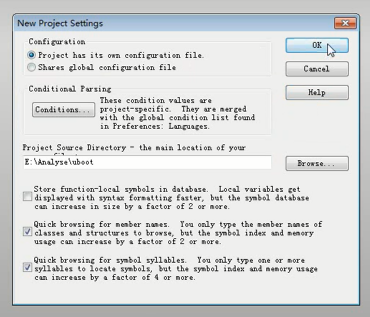 New Project Settings
Configuration
Project has its own configuration file.
Shares global configuration file
OK
Cancel
Help
Conditional Parsing
Conditions...
These condition values are
project-specific. They are merged
with the global condition list found
in Preferences: Languages.
Project Source Directory - the main location of your
E:\Analyse\uboot
Browse...
Store function-local symbols in database. Local variables get
displayed with syntax formatting faster, but the symbol database
can increase in size by a factor of 2 or more.
Quick browsing for member names. You only type the member names of
classes and structures to browse, but the symbol index and memory
usage can increase by a factor of 2 or more.
Quick browsing for symbol syllables. You only type one or more
syllables to locate symbols, but the symbol index and memory usage
can increase by a factor of 4 or more.